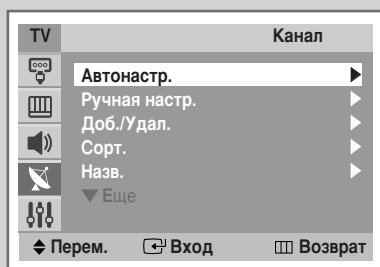 TV Канал
Автонастр.
Ручная настр.
Доб./Удал.
Сорт.
Назв.
Еще
Перем. Вход Возврат